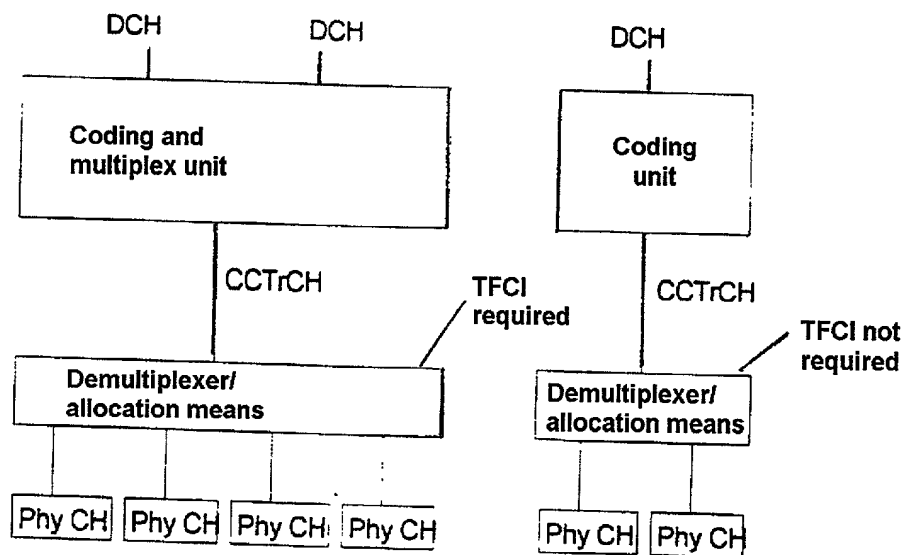 DCH
DCH
DCH
Coding and
multiplex unit
Coding
unit
CCTrCH
TFCI
required
CCTrCH
TFCI not
required
Demultiplexer/
allocation means
Demultiplexer/
allocation means
Phy CH
Phy CH
Phy CH
Phy CH
Phy CH
Phy CH